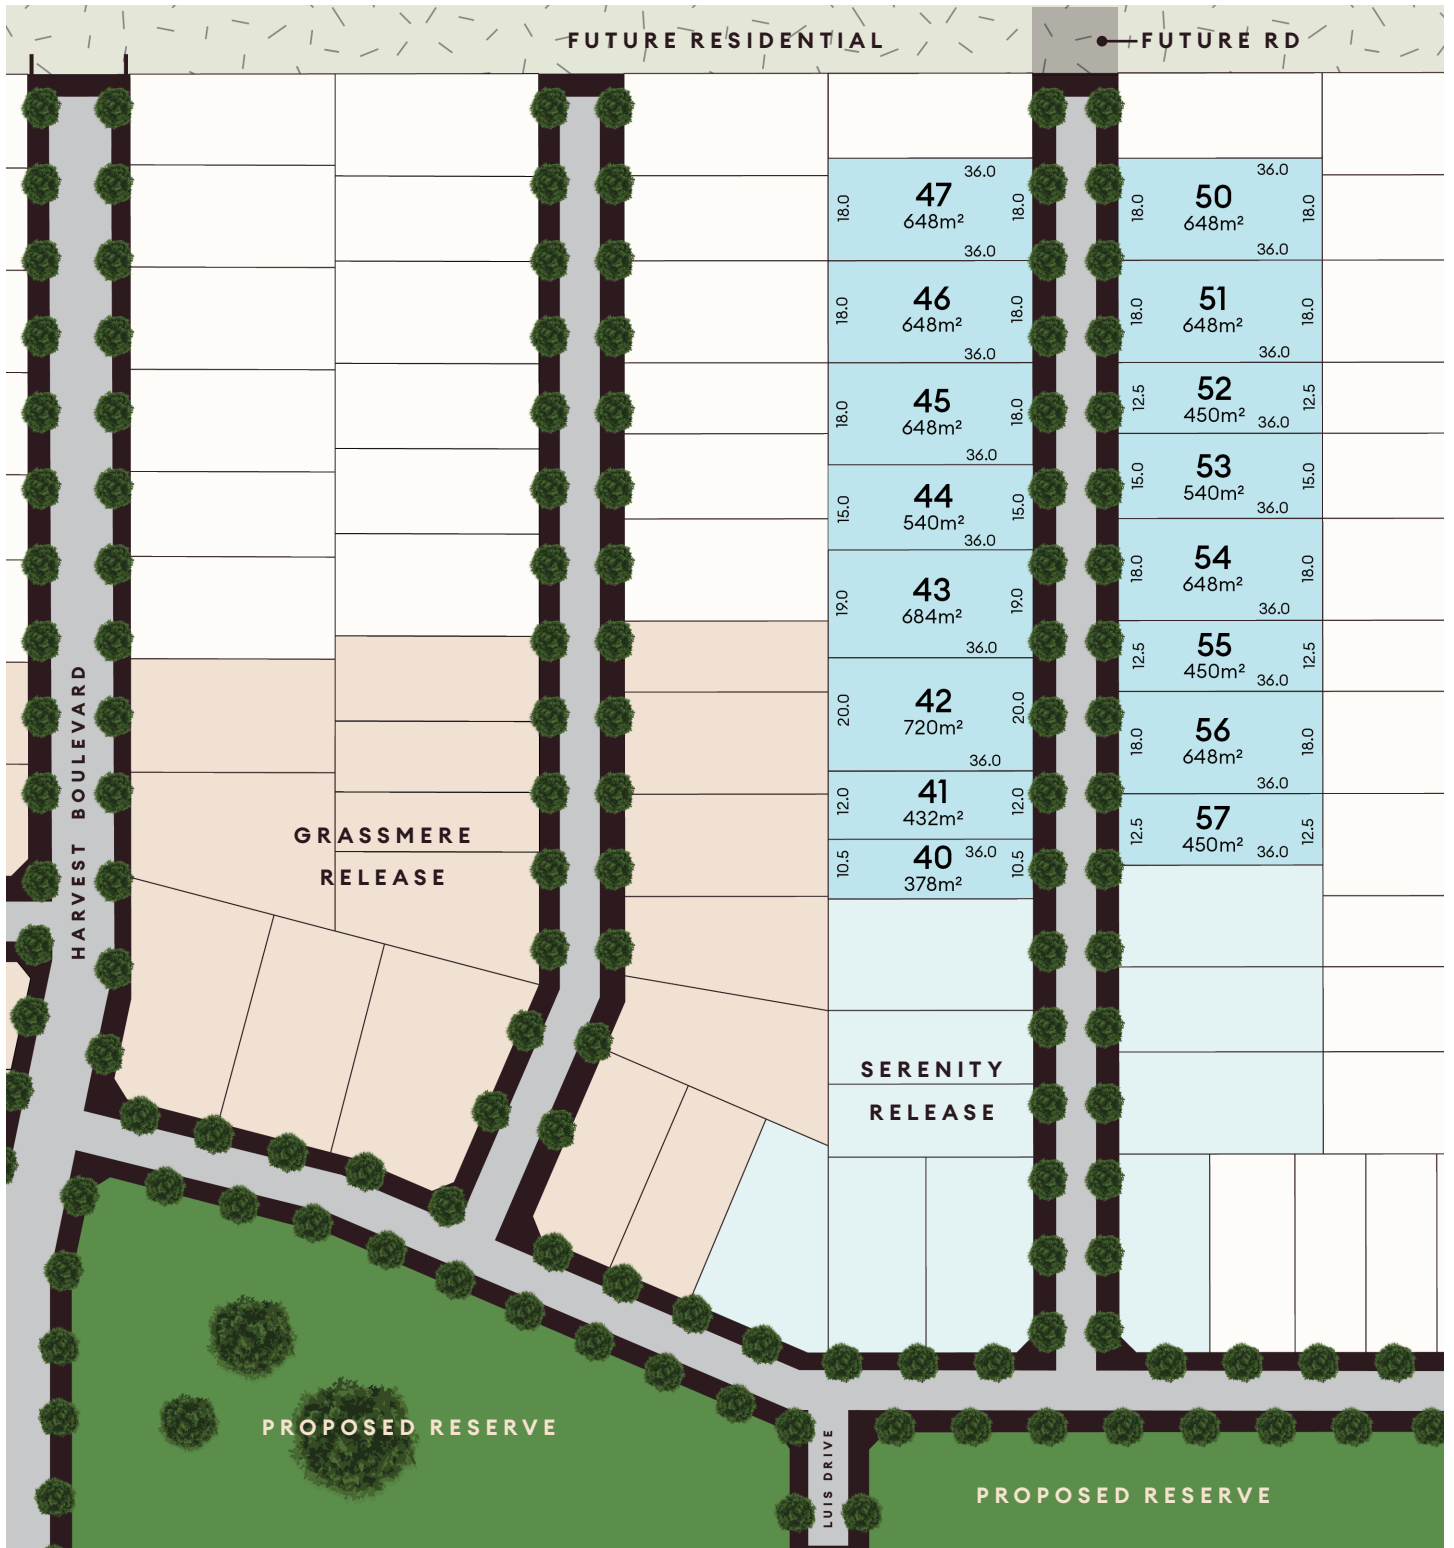 FUTURE RESIDENTIAL
FUTURE RD
36.0
18.0
47
648m²
18.0
36.0
18.0
46
648m²
18.0
36.0
18.0
45
648m²
18.0
36.0
15.0
44
540m²
15.0
36.0
19.0
43
684m²
19.0
36.0
20.0
42
720m²
20.0
36.0
12.0
41
432m²
12.0
10.5
40
378m²
36.0
10.5
36.0
18.0
50
648m²
18.0
36.0
18.0
51
648m²
18.0
36.0
12.5
52
450m²
12.5
36.0
15.0
53
540m²
15.0
36.0
18.0
54
648m²
18.0
36.0
12.5
55
450m²
12.5
36.0
18.0
56
648m²
18.0
36.0
12.5
57
450m²
12.5
36.0
HARVEST BOULEVARD
GRASSMERE
RELEASE
SERENITY
RELEASE
PROPOSED RESERVE
LUIS DRIVE
PROPOSED RESERVE